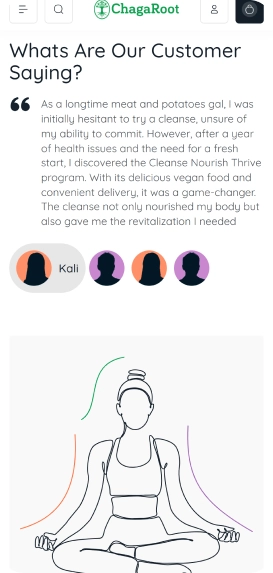 ChagaRoot
Whats Are Our Customer
Saying?
As a longtime meat and potatoes gal, I was
initially hesitant to try a cleanse, unsure of
my ability to commit. However, after a year
of health issues and the need for a fresh
start, I discovered the Cleanse Nourish Thrive
program. With its delicious vegan food and
convenient delivery, it was a game-changer.
The cleanse not only nourished my body but
also gave me the revitalization I needed
Kali